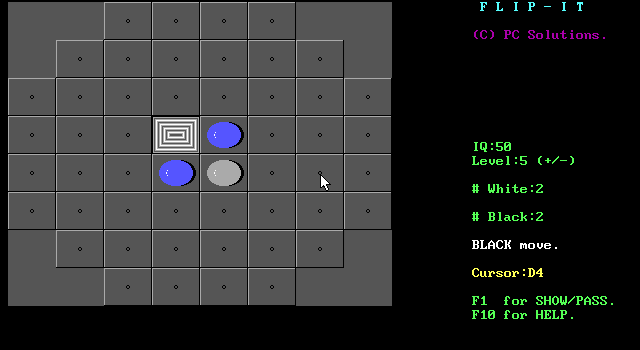 F L I P - I T
(C) PC Solutions.
IQ:50
Level:5 (+/-)
# White:2
# Black:2
BLACK move.
Cursor:D4
F1  for SHOW/PASS.
F10 for HELP.